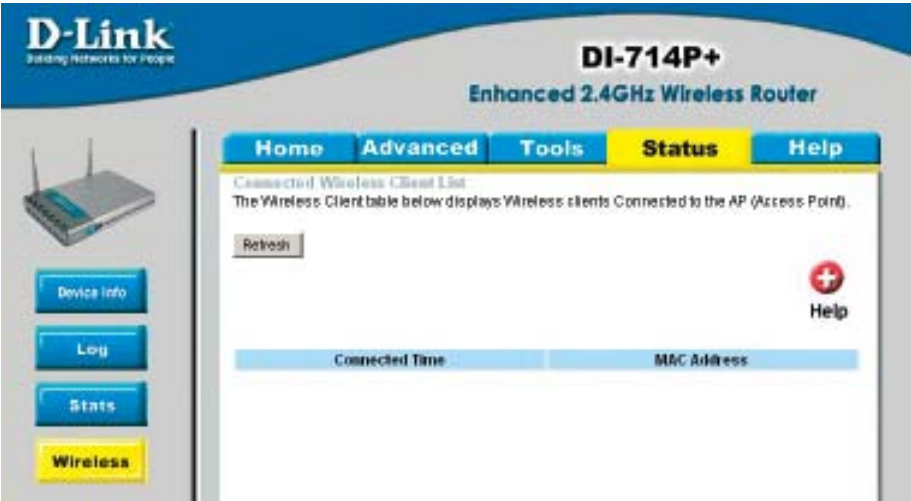 D-Link
Building Networks for People
DI-714P+
Enhanced 2.4GHz Wireless Router
Home Advanced Tools Status Help
Connected Wireless Client List
The Wireless Client table below displays Wireless clients Connected to the AP (Access Point).
Refresh
Help
Device Info
Log
Stats
Wireless
Connected Time MAC Address